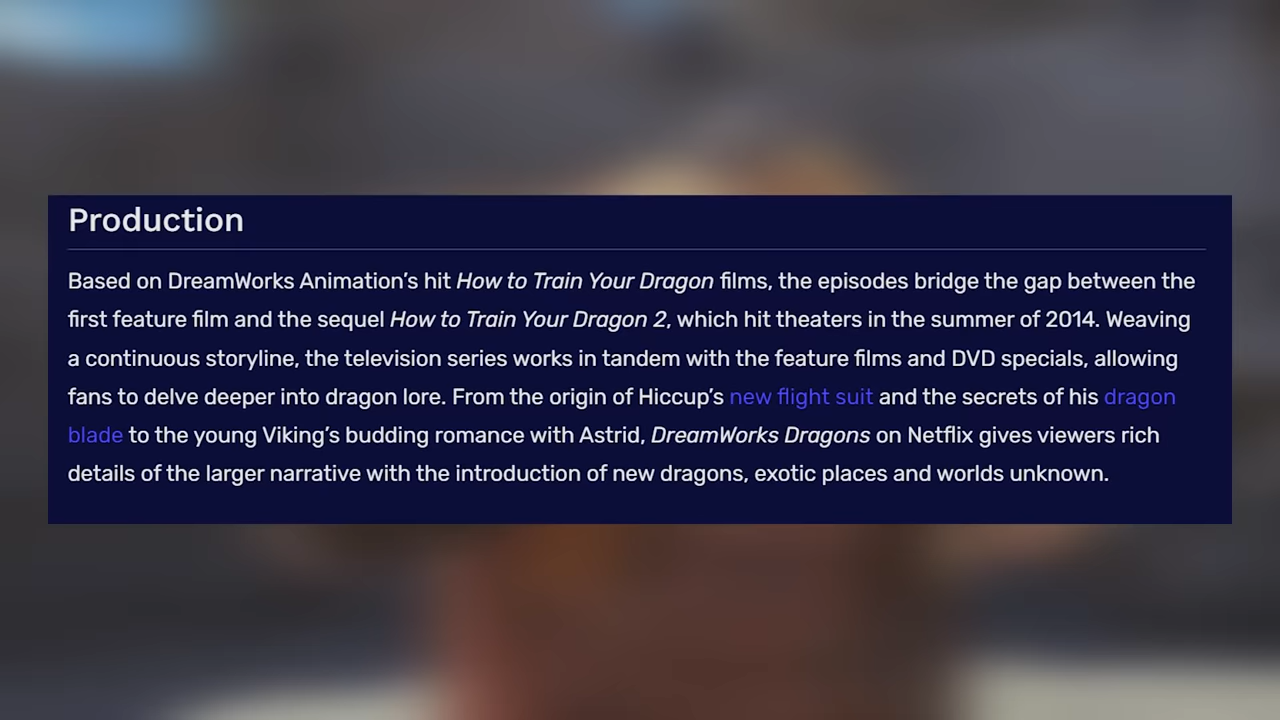 Production
Based on DreamWorks Animation's hit How to Train Your Dragon films, the episodes bridge the gap between the
first feature film and the sequel How to Train Your Dragon 2, which hit theaters in the summer of 2014. Weaving
a continuous storyline, the television series works in tandem with the feature films and DVD specials, allowing
fans to delve deeper into dragon lore. From the origin of Hiccup's new flight suit and the secrets of his dragon
blade to the young Viking's budding romance with Astrid, DreamWorks Dragons on Netflix gives viewers rich
details of the larger narrative with the introduction of new dragons, exotic places and worlds unknown.